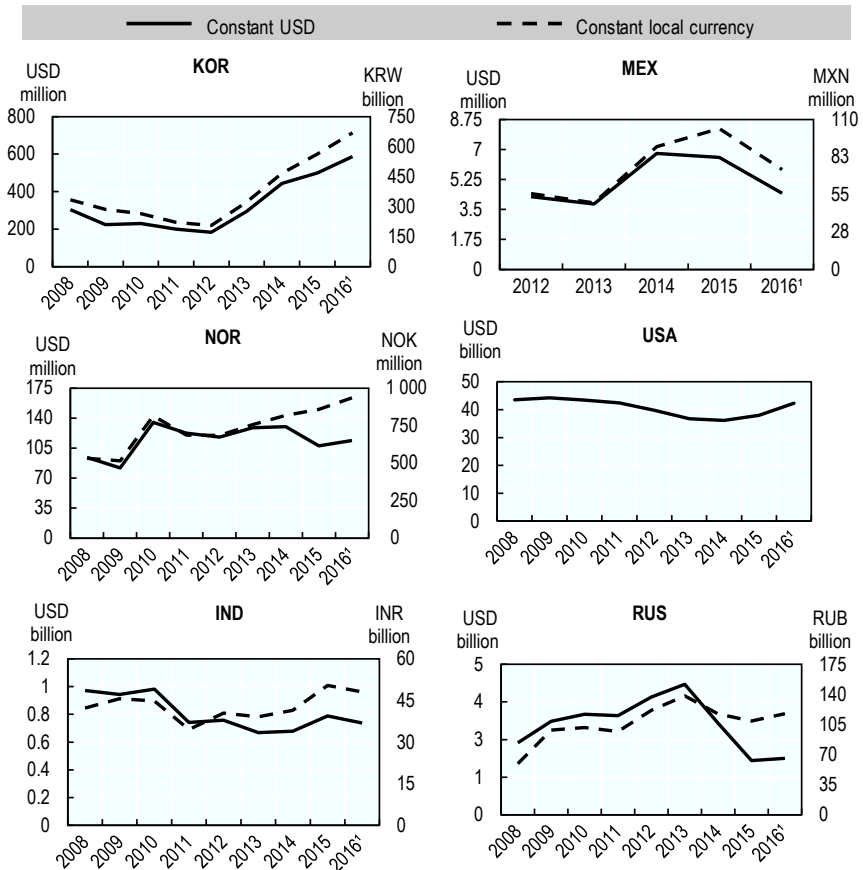 Constant USD Constant local currency
KOR
USD
million
KRW
billion
800
600
400
200
0
750
600
450
300
150
0
2008 2009 2010 2011 2012 2013 2014 2015 2016¹
MEX
USD
million
MXN
million
8.75
7
5.25
3.5
1.75
0
110
83
55
28
0
2012 2013 2014 2015 2016¹
NOR
USD
million
NOK
million
175
140
105
70
35
0
1 000
750
500
250
0
2008 2009 2010 2011 2012 2013 2014 2015 2016¹
USA
USD
billion
50
40
30
20
10
0
2008 2009 2010 2011 2012 2013 2014 2015 2016¹
IND
USD
billion
INR
billion
1.2
1
0.8
0.6
0.4
0.2
0
60
45
30
15
0
2008 2009 2010 2011 2012 2013 2014 2015 2016¹
RUS
USD
billion
RUB
billion
5
4
3
1
0
175
140
105
70
35
0
2008 2009 2010 2011 2012 2013 2014 2015 2016¹